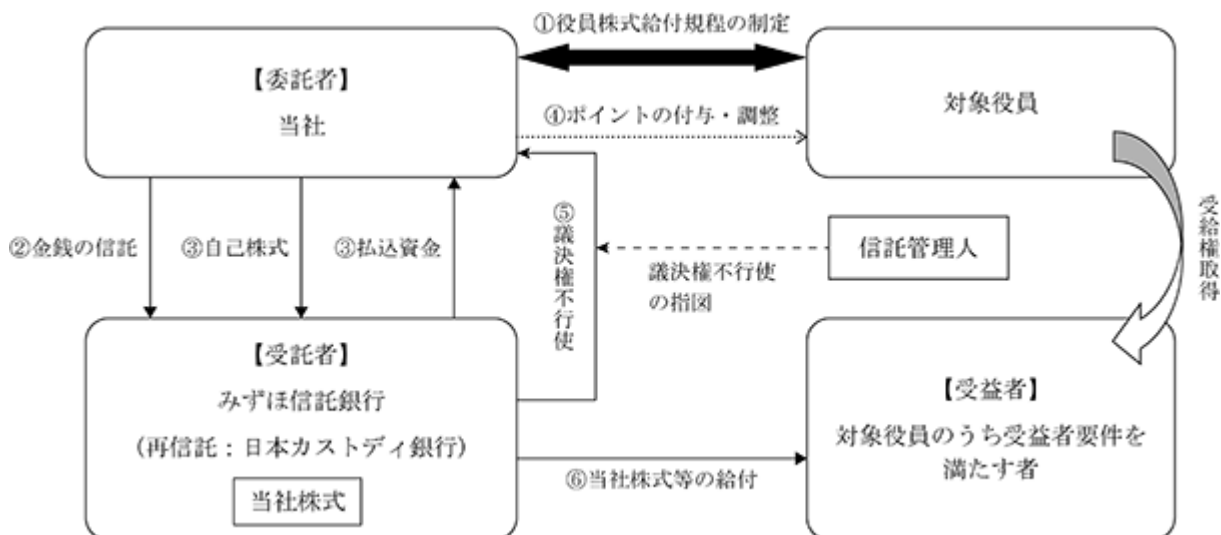 ①役員株式給付規程の制定
【委託者】
当社
対象役員
④ポイントの付与・調整
②金銭の信託
③自己株式
③払込資金
⑤議決権不行使
議決権不行使
の指図
信託管理人
受給権取得
【受託者】
みずほ信託銀行
(再信託：日本カストディ銀行)
当社株式
⑥当社株式等の給付
【受益者】
対象役員のうち受益者要件を
満たす者